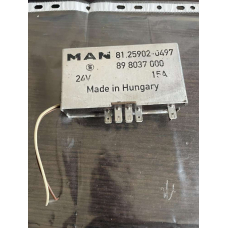 MAN 81.25902-0497
S 89 8037 000
24V 15A
Made in Hungary